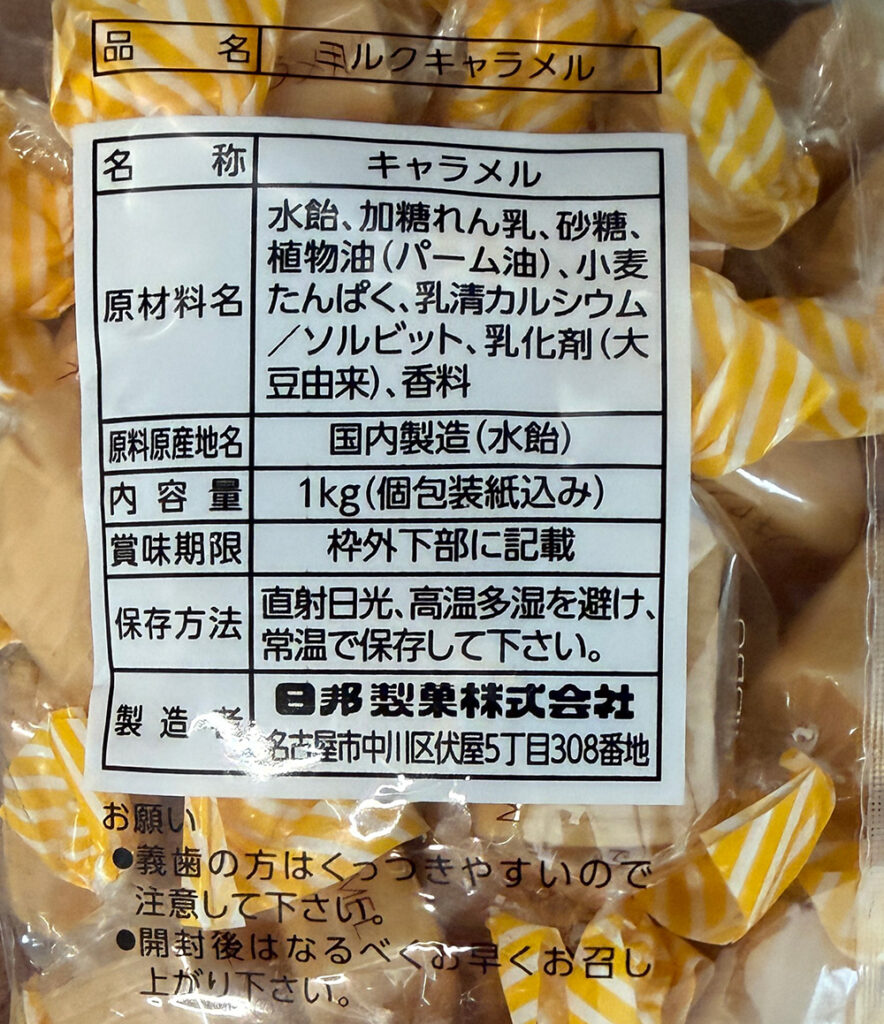 品名 ミルクキャラメル
名称 キャラメル
原材料名 水飴、加糖れん乳、砂糖、
植物油(パーム油)、小麦
たんぱく、乳清カルシウム
/ソルビット、乳化剤(大
豆由来)、香料
原料原産地名 国内製造(水飴)
内容量 1kg(個包装紙込み)
賞味期限 枠外下部に記載
保存方法 直射日光、高温多湿を避け、
常温で保存して下さい。
製造者 日邦製菓株式会社
名古屋市中川区伏屋5丁目308番地
お願い
●義歯の方はくっつきやすいので
注意して下さい。
●開封後はなるべくお早くお召し
上がり下さい。